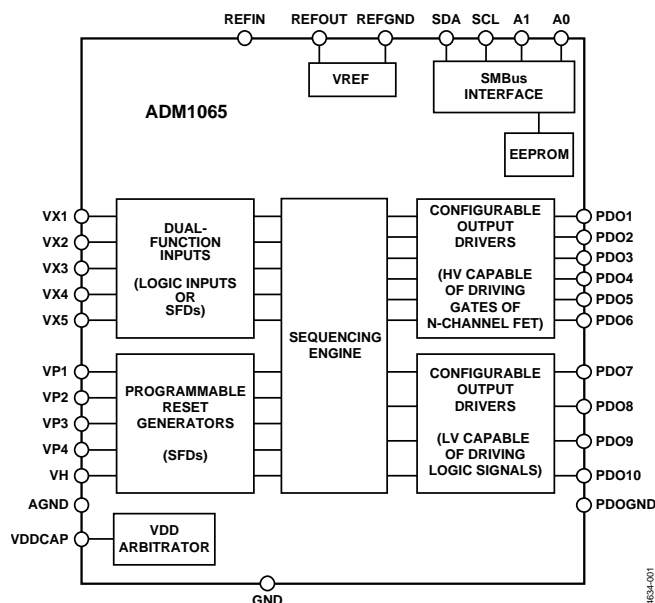 REFIN REFOUT REFGND SDA SCL A1 A0
VREF
SMBus
INTERFACE
ADM1065
EEPROM
VX1
VX2
VX3
VX4
VX5
DUAL-
FUNCTION
INPUTS
(LOGIC INPUTS
OR
SFDs)
VP1
VP2
VP3
VP4
VH
PROGRAMMABLE
RESET
GENERATORS
(SFDs)
AGND
VDDCAP
VDD
ARBITRATOR
SEQUENCING
ENGINE
CONFIGURABLE
OUTPUT
DRIVERS
(HV CAPABLE
OF DRIVING
GATES OF
N-CHANNEL FET)
PDO1
PDO2
PDO3
PDO4
PDO5
PDO6
CONFIGURABLE
OUTPUT
DRIVERS
(LV CAPABLE
OF DRIVING
LOGIC SIGNALS)
PDO7
PDO8
PDO9
PDO10
PDOGND
GND
4634-001